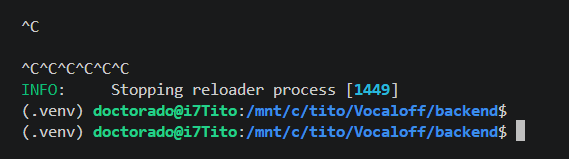 ^C
^C^C^C^C^C^C
INFO:     Stopping reloader process [1449]
(.venv) doctorado@i7Tito:/mnt/c/tito/Vocaloff/backend$
(.venv) doctorado@i7Tito:/mnt/c/tito/Vocaloff/backend$